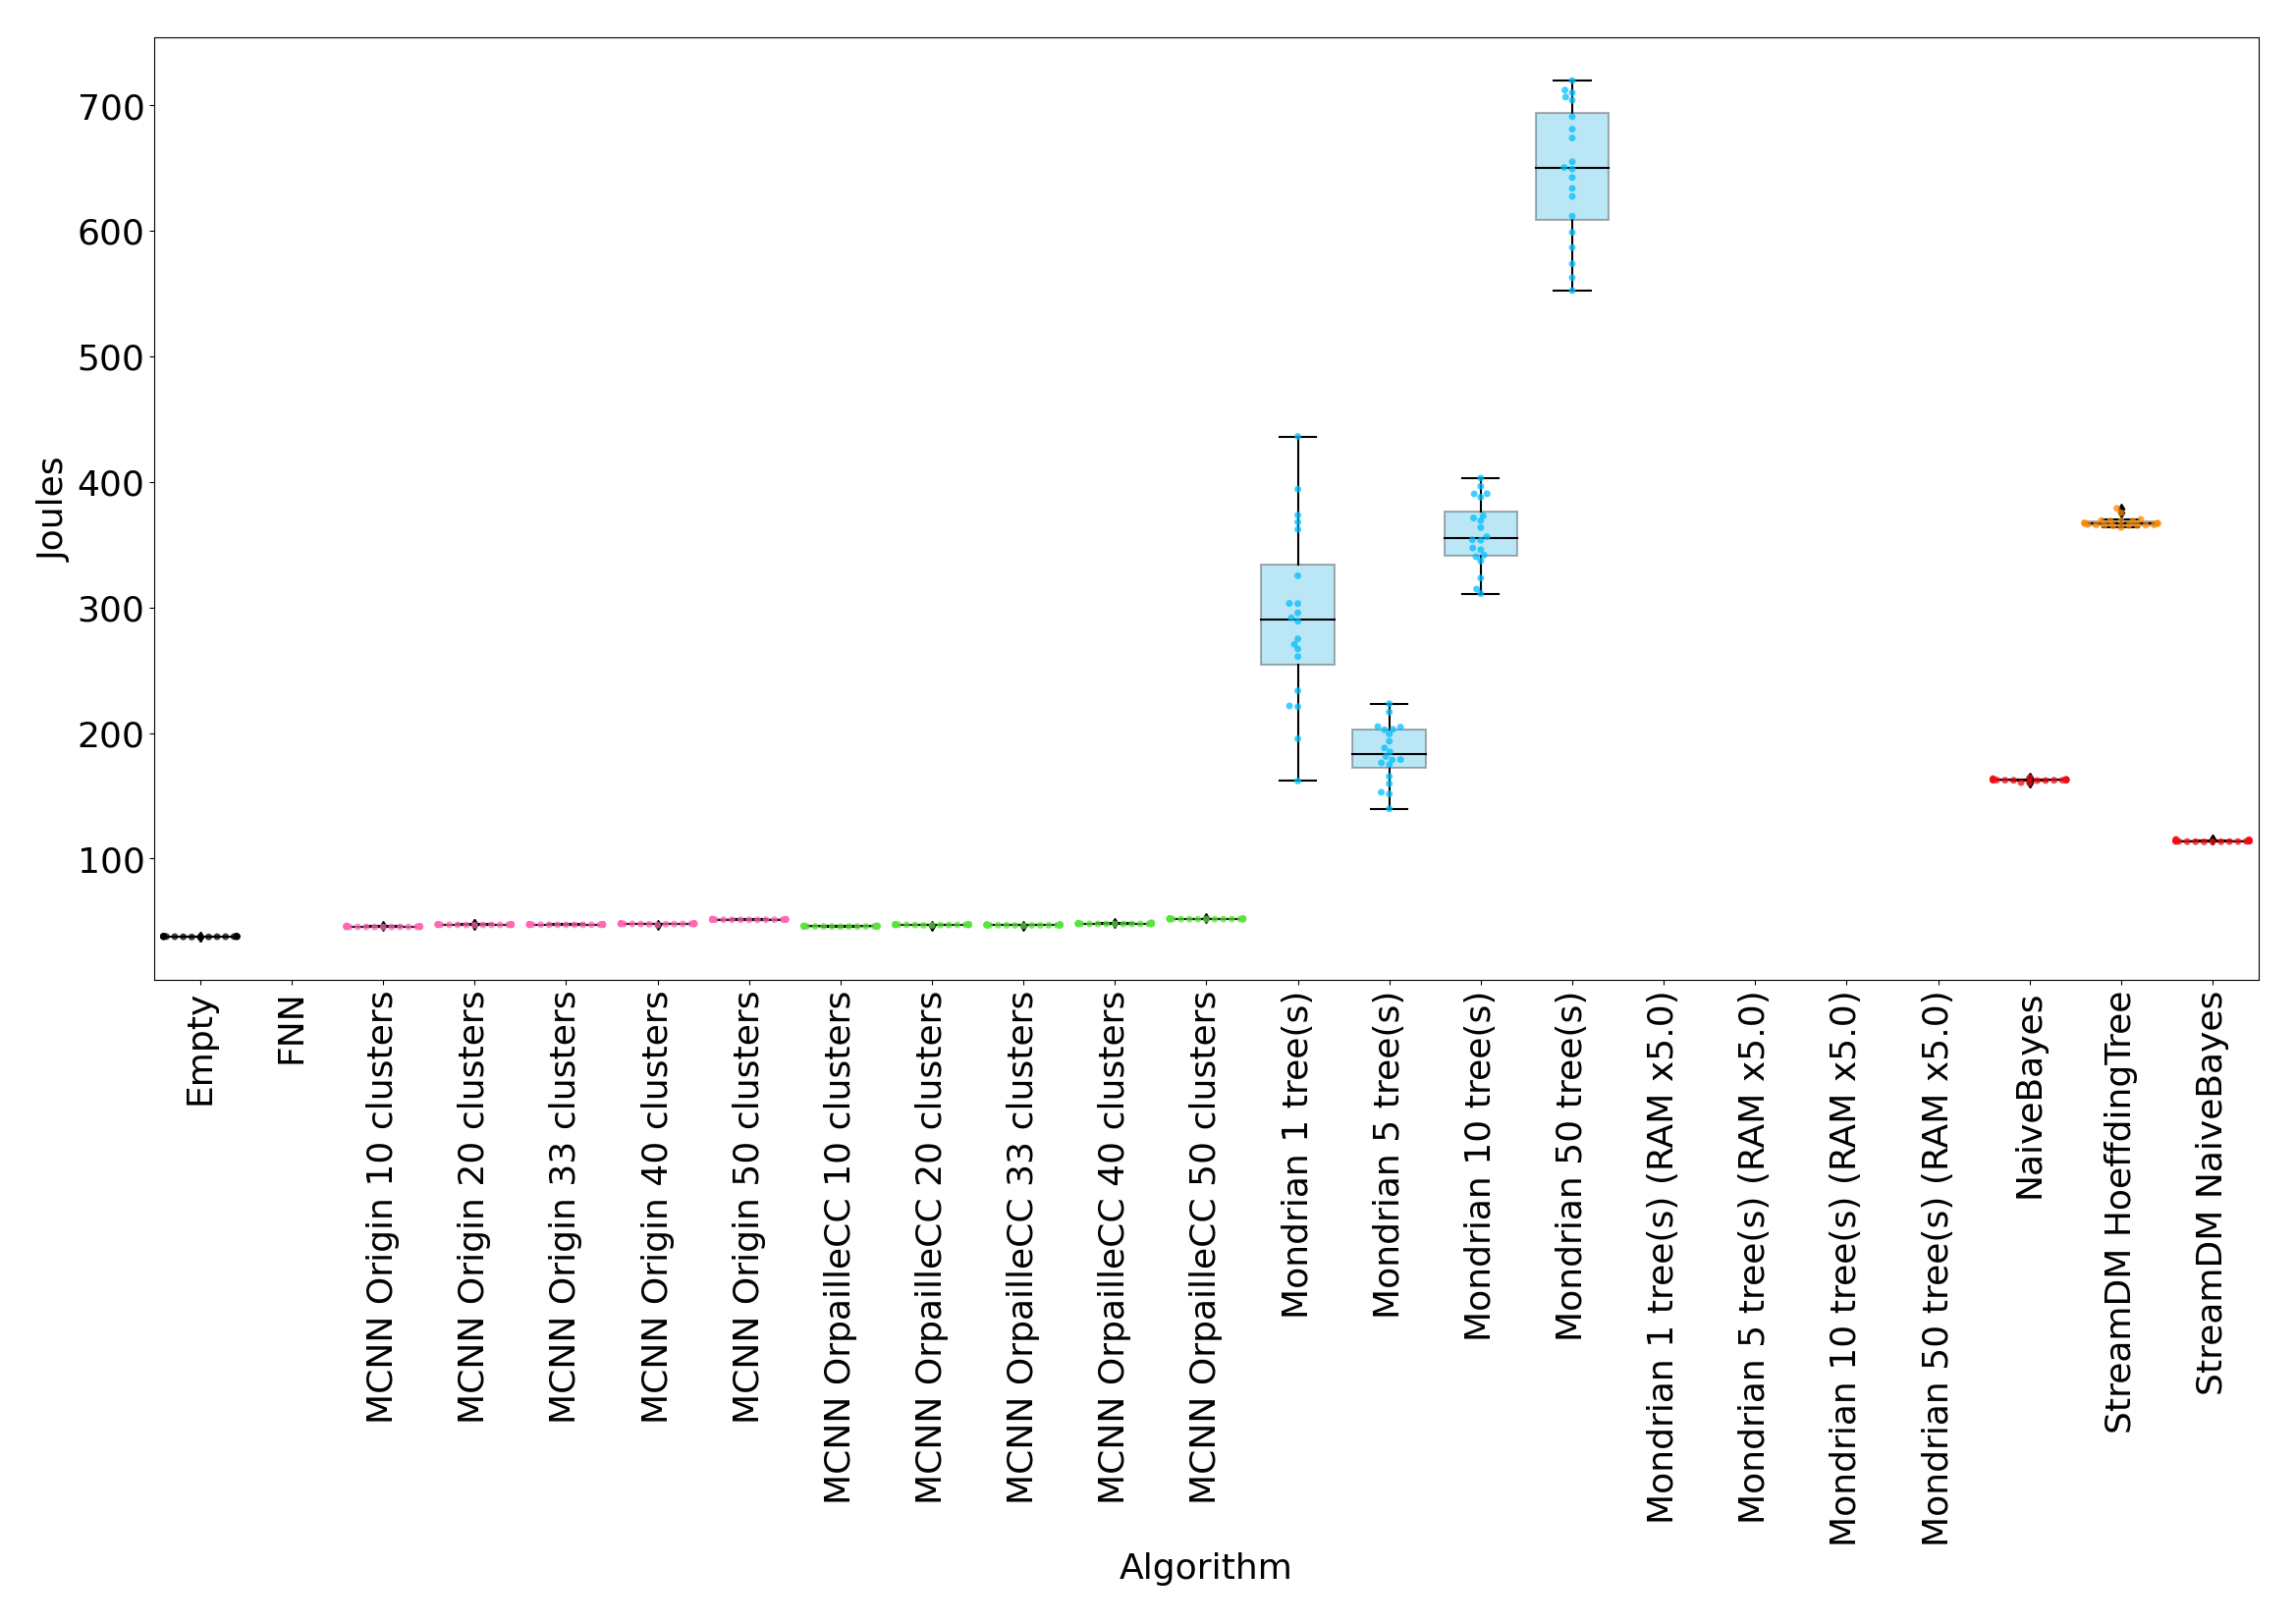 700
600
500
400
300
200
100
Joules
Empty
FNN
MCNN Origin 10 clusters
MCNN Origin 20 clusters
MCNN Origin 33 clusters
MCNN Origin 40 clusters
MCNN Origin 50 clusters
MCNN OrpailleCC 10 clusters
MCNN OrpailleCC 20 clusters
MCNN OrpailleCC 33 clusters
MCNN OrpailleCC 40 clusters
MCNN OrpailleCC 50 clusters
Mondrian 1 tree(s)
Mondrian 5 tree(s)
Mondrian 10 tree(s)
Mondrian 50 tree(s)
Mondrian 1 tree(s) (RAM x5.0)
Mondrian 5 tree(s) (RAM x5.0)
Mondrian 10 tree(s) (RAM x5.0)
Mondrian 50 tree(s) (RAM x5.0)
NaiveBayes
StreamDM HoeffdingTree
StreamDM NaiveBayes
Algorithm